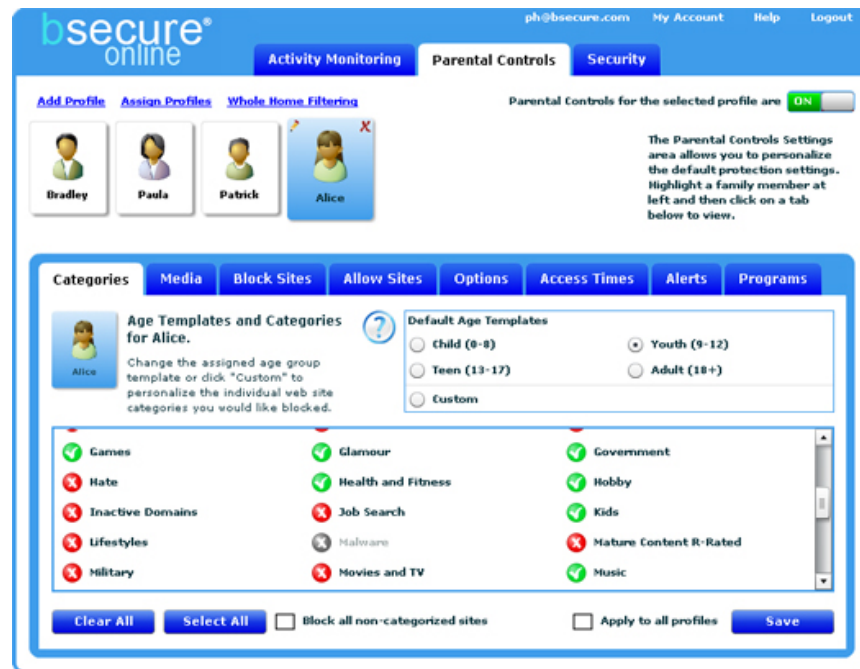 bsecure®
online
ph@bsecure.com My Account Help Logout
Activity Monitoring Parental Controls Security
Add Profile Assign Profiles Whole Home Filtering
Parental Controls for the selected profile are ON
Bradley Paula Patrick Alice
The Parental Controls Settings
area allows you to personalize
the default protection settings.
Highlight a family member at
left and then click on a tab
below to view.
Categories Media Block Sites Allow Sites Options Access Times Alerts Programs
Alice
Age Templates and Categories
for Alice.
Change the assigned age group
template or click "Custom" to
personalize the individual web site
categories you would like blocked.
?
Default Age Templates
Child (0-8) Youth (9-12)
Teen (13-17) Adult (18+)
Custom
Games Glamour Government
Hate Health and Fitness Hobby
Inactive Domains Job Search Kids
Lifestyles Malware Mature Content R-Rated
Military Movies and TV Music
Clear All Select All Block all non-categorized sites Apply to all profiles Save